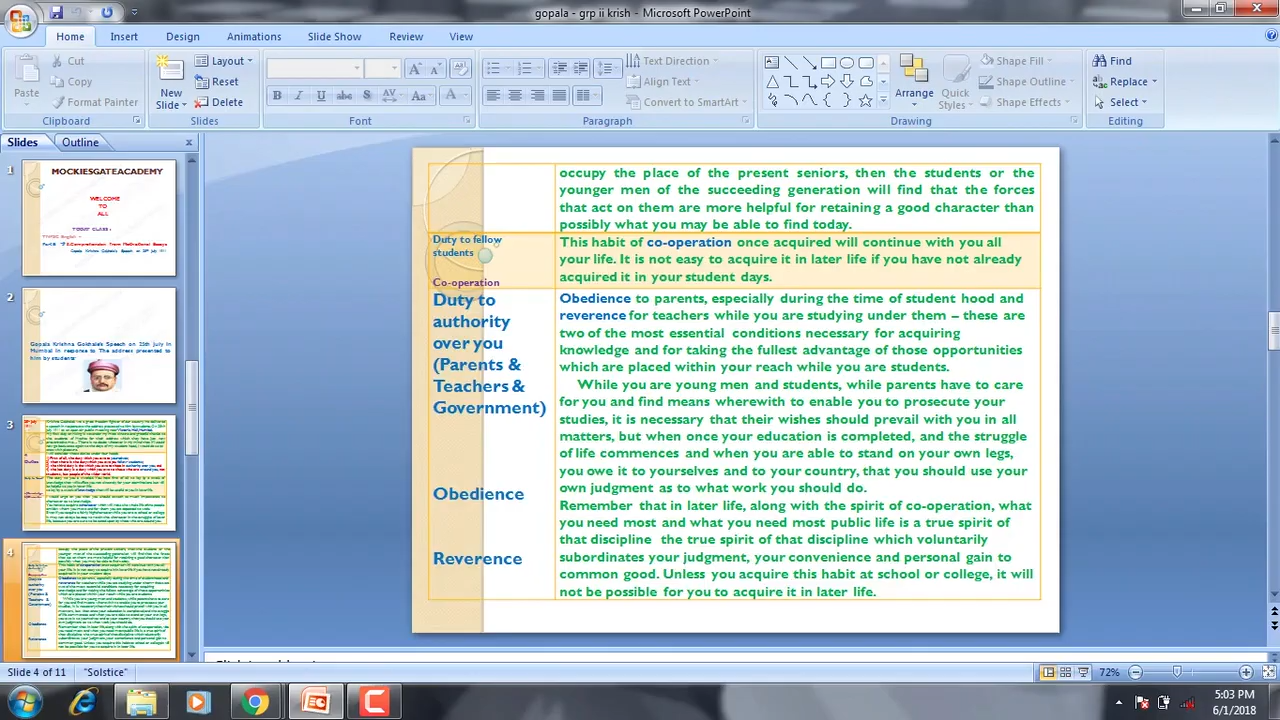 gopala - grp ii krish - Microsoft PowerPoint
Home Insert Design Animations Slide Show Review View
Paste
Cut
Copy
Format Painter
Clipboard
New Slide
Layout
Reset
Delete
Slides
Font
Text Direction
Align Text
Convert to SmartArt
Paragraph
Arrange
Quick Styles
Shape Fill
Shape Outline
Shape Effects
Drawing
Find
Replace
Select
Editing
Slides Outline
1
MOCKIESGATEACADEMY
WELCOME
TO
ALL
TODAY CLASS :
2
Gopala Krishna Gokhale's Speech on 25th July in
Mumbai in response to The address presented to
him by students
3
4
occupy the place of the present seniors, then the students or the
younger men of the succeeding generation will find that the forces
that act on them are more helpful for retaining a good character than
possibly what you may be able to find today.
Duty to fellow
students
Co-operation
This habit of co-operation once acquired will continue with you all
your life. It is not easy to acquire it in later life if you have not already
acquired it in your student days.
Duty to
authority
over you
(Parents &
Teachers &
Government)
Obedience
Reverence
Obedience to parents, especially during the time of student hood and
reverence for teachers while you are studying under them – these are
two of the most essential conditions necessary for acquiring
knowledge and for taking the fullest advantage of those opportunities
which are placed within your reach while you are students.
While you are young men and students, while parents have to care
for you and find means wherewith to enable you to prosecute your
studies, it is necessary that their wishes should prevail with you in all
matters, but when once your education is completed, and the struggle
of life commences and when you have to stand on your own legs,
you owe it to yourselves and the country, that you should use your
own judgment as to what you should do.
Remember that in later life, along with the spirit of co-operation, what
you need most and what you need most public life is a true spirit of
that discipline the true spirit of that discipline which voluntarily
subordinates your judgment, your convenience and personal gain to
common good. Unless you acquire this habit at school or college, it will
not be possible for you to acquire it in later life.
Slide 4 of 11 "Solstice" 72%
5:03 PM
6/1/2018